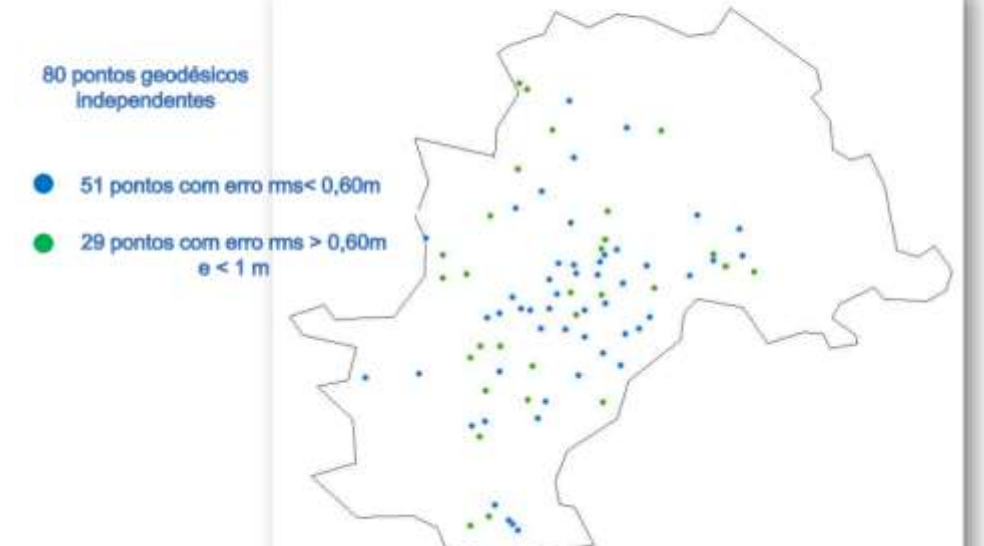 80 pontos geodésicos
independentes
51 pontos com erro rms< 0,60m
29 pontos com erro rms > 0,60m
e < 1 m